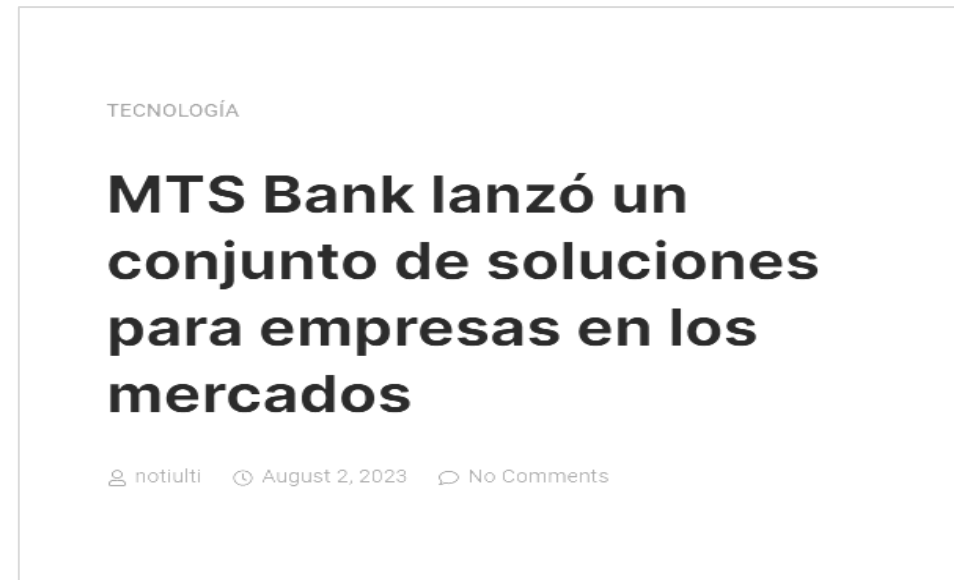 TECNOLOGÍA
MTS Bank lanzó un
conjunto de soluciones
para empresas en los
mercados
notiulti August 2, 2023 No Comments